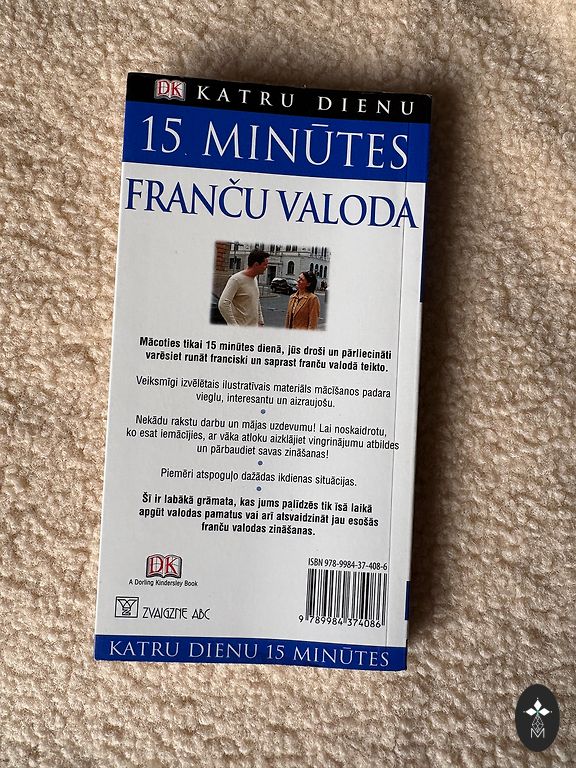 DK KATRU DIENU
15 MINŪTES
FRANČU VALODA
Mācoties tikai 15 minūtes dienā, jūs droši un pārliecināti
varēsiet runāt franciski un saprast franču valodā teikto.
Veiksmīgi izvēlētais ilustratīvais materiāls mācīšanos padara
vieglu, interesantu un aizraujošu.
Nekādu rakstu darbu un mājas uzdevumu! Lai noskaidrotu,
ko esat iemācījies, ar vāka atloku aizklājiet vingrinājumu atbildes
un pārbaudiet savas zināšanas!
Piemēri atspoguļo dažādas ikdienas situācijas.
Šī ir labākā grāmata, kas jums palīdzēs tik īsā laikā
apgūt valodas pamatus vai arī atsvaidzināt jau esošās
franču valodas zināšanas.
DK
A Dorling Kindersley Book
ZVAIGZNE ABC
ISBN 978-9984-37-408-6
9 789984 374086
KATRU DIENU 15 MINŪTES
M